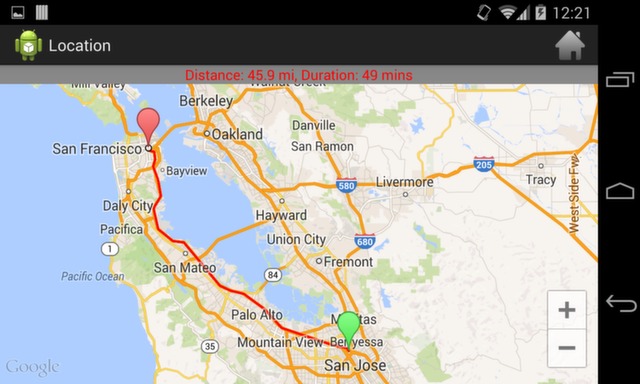 12:21
Location
Distance: 45.9 mi, Duration: 49 mins
Mill Valley
Walnut Creek
Berkeley
Oakland
Danville
San Ramon
San Francisco
Bayview
580
Livermore
205
Tracy
West Side Fwy
Daly City
Hayward
Pacifica
Union City
680
1
San Mateo
Fremont
Pacific Ocean
84
Palo Alto
35
Mountain View
Berryessa
San Jose
Google
+
−